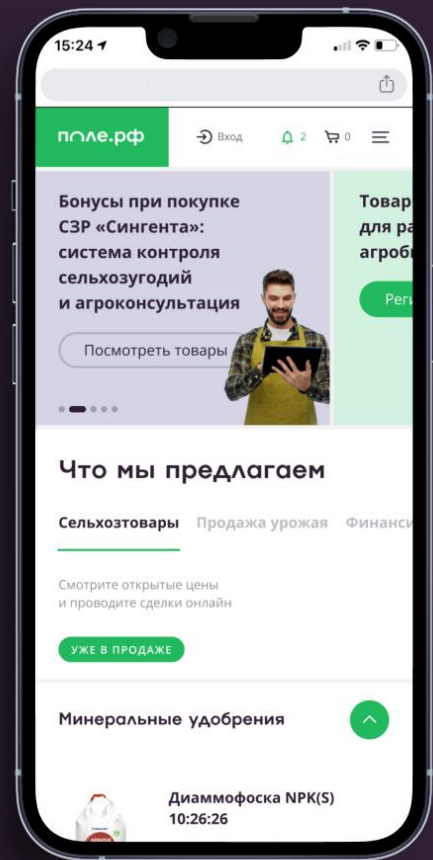 15:24
поле.рф
Вход
2
0
Бонусы при покупке
СЗР «Сингента»:
система контроля
сельхозугодий
и агроконсультация
Посмотреть товары
Товар
для ра
агроб
Реги
Что мы предлагаем
Сельхозтовары Продажа урожая Финанси
Смотрите открытые цены
и проводите сделки онлайн
УЖЕ В ПРОДАЖЕ
Минеральные удобрения
Диаммофоска NPK(S)
10:26:26